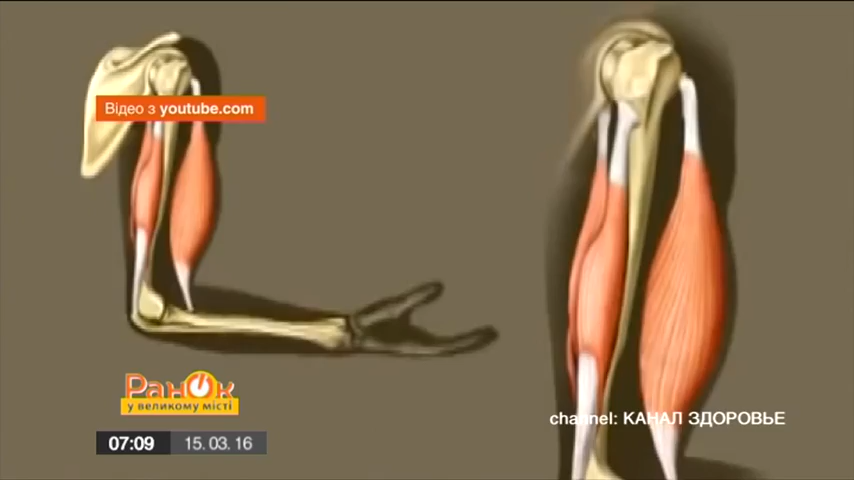 Відео з youtube.com
РанОк
у великому місті
channel: КАНАЛ ЗДОРОВЬЕ
07:09 15.03.16